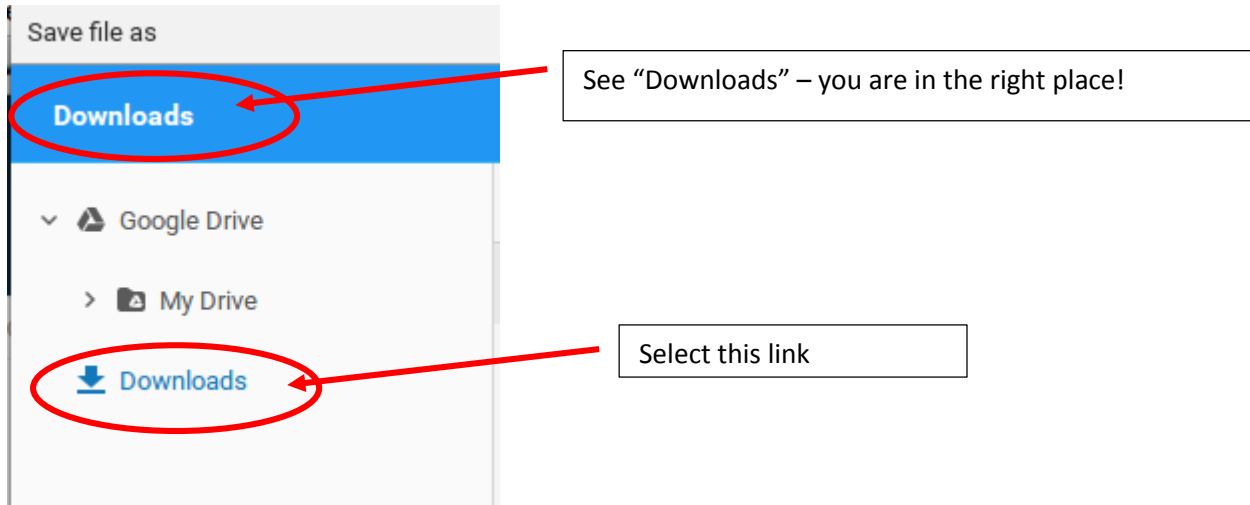 Save file as
See “Downloads” – you are in the right place!
Downloads
Google Drive
My Drive
Select this link
Downloads